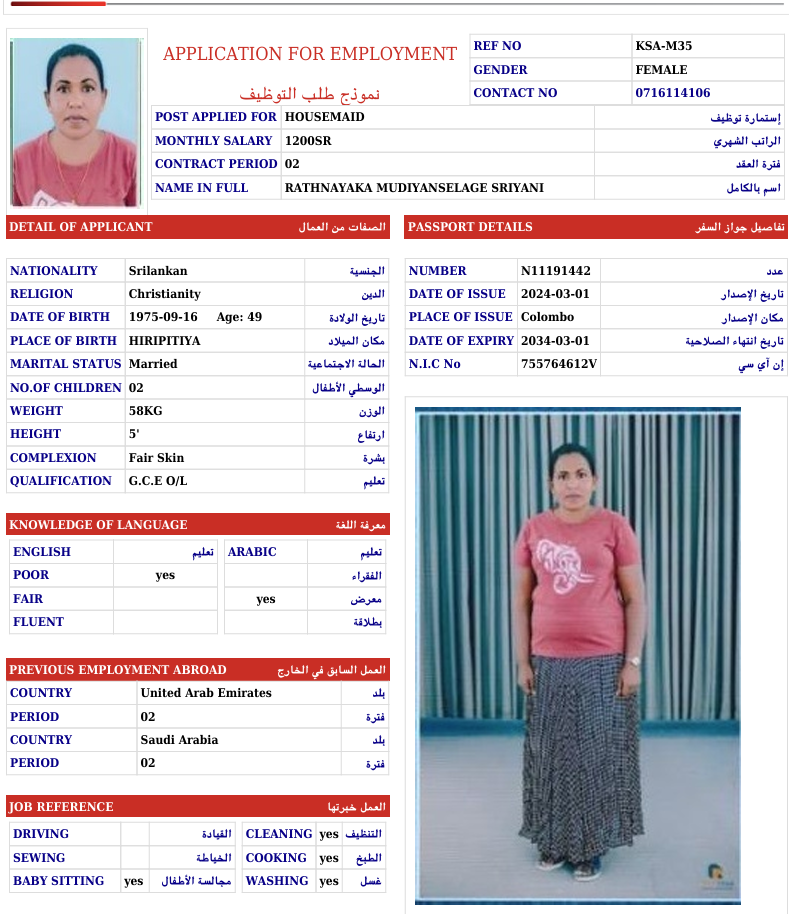 APPLICATION FOR EMPLOYMENT
نموذج طلب التوظيف
REF NO KSA-M35
GENDER FEMALE
CONTACT NO 0716114106
POST APPLIED FOR HOUSEMAID إستمارة توظيف
MONTHLY SALARY 1200SR الراتب الشهري
CONTRACT PERIOD 02 فترة العقد
NAME IN FULL RATHNAYAKA MUDIYANSELAGE SRIYANI اسم بالكامل
DETAIL OF APPLICANT الصفات من العمال
NATIONALITY Srilankan الجنسية
RELIGION Christianity الدين
DATE OF BIRTH 1975-09-16 Age: 49 تاريخ الولادة
PLACE OF BIRTH HIRIPITIYA مكان الميلاد
MARITAL STATUS Married الحالة الاجتماعية
NO.OF CHILDREN 02 الوسطي الأطفال
WEIGHT 58KG الوزن
HEIGHT 5' ارتفاع
COMPLEXION Fair Skin بشرة
QUALIFICATION G.C.E O/L تعليم
PASSPORT DETAILS تفاصيل جواز السفر
NUMBER N11191442 عدد
DATE OF ISSUE 2024-03-01 تاريخ الإصدار
PLACE OF ISSUE Colombo مكان الإصدار
DATE OF EXPIRY 2034-03-01 تاريخ انتهاء الصلاحية
N.I.C No 755764612V إن آي سي
KNOWLEDGE OF LANGUAGE معرفة اللغة
ENGLISH تعليم ARABIC تعليم
POOR yes الفقراء
FAIR yes معرض
FLUENT بطلاقة
PREVIOUS EMPLOYMENT ABROAD العمل السابق في الخارج
COUNTRY United Arab Emirates بلد
PERIOD 02 فترة
COUNTRY Saudi Arabia بلد
PERIOD 02 فترة
JOB REFERENCE العمل خبرتها
DRIVING القيادة CLEANING yes التنظيف
SEWING الخياطة COOKING yes الطبخ
BABY SITTING yes مجالسة الأطفال WASHING yes غسل